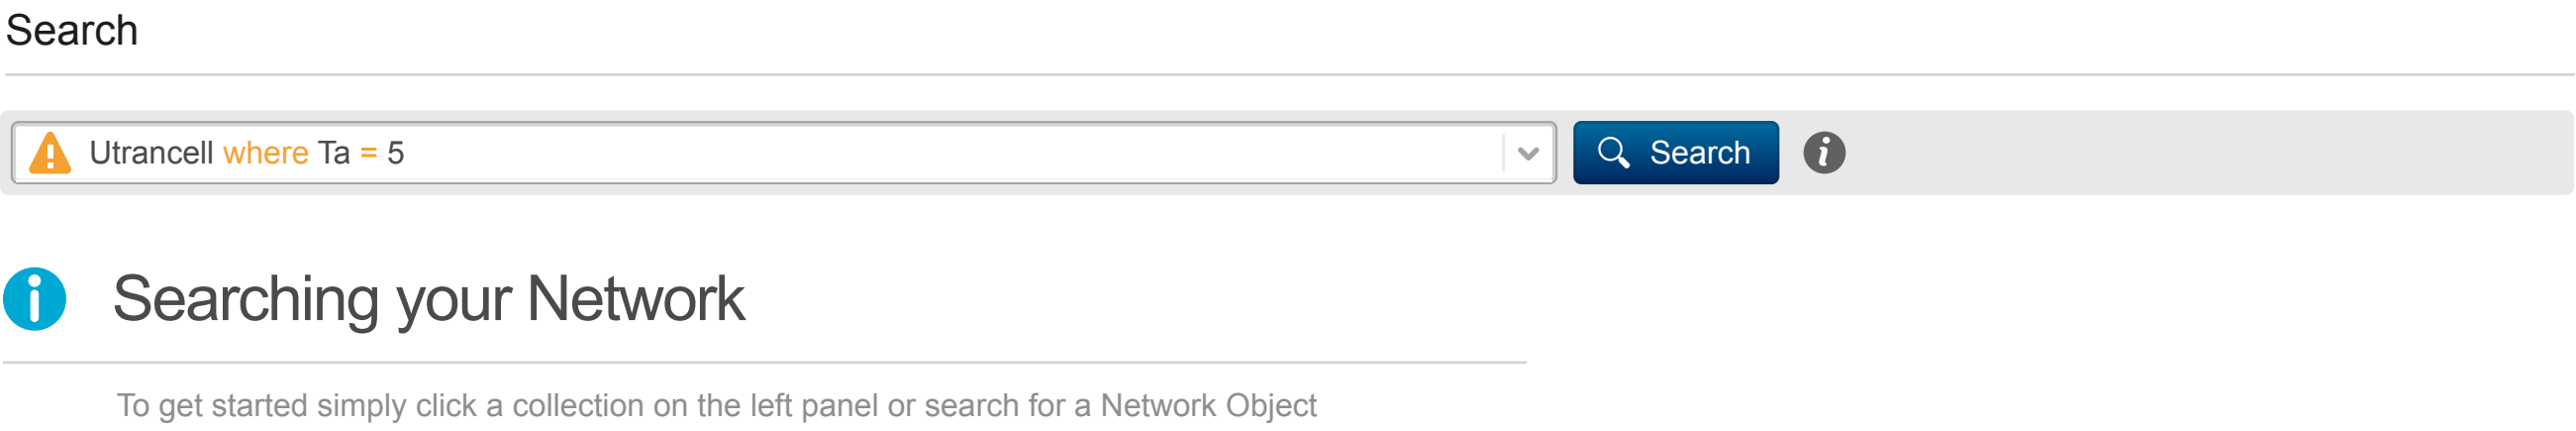 Search
Utrancell where Ta = 5
Search
Searching your Network
To get started simply click a collection on the left panel or search for a Network Object